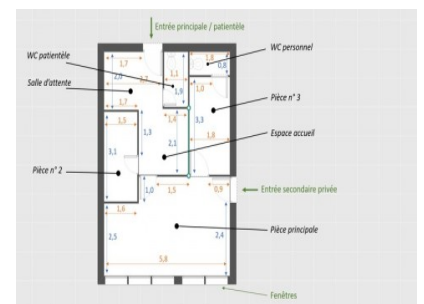 Entrée principale / patientèle
WC patientèle
WC personnel
Salle d'attente
Pièce n° 3
Espace accueil
Pièce n° 2
Entrée secondaire privée
Pièce principale
Fenêtres
1,7
2,0
1,7
1,1
1,9
1,8
0,8
1,0
3,3
1,8
1,5
3,1
1,3
1,4
2,1
1,0
1,5
0,9
1,6
2,5
2,4
5,8